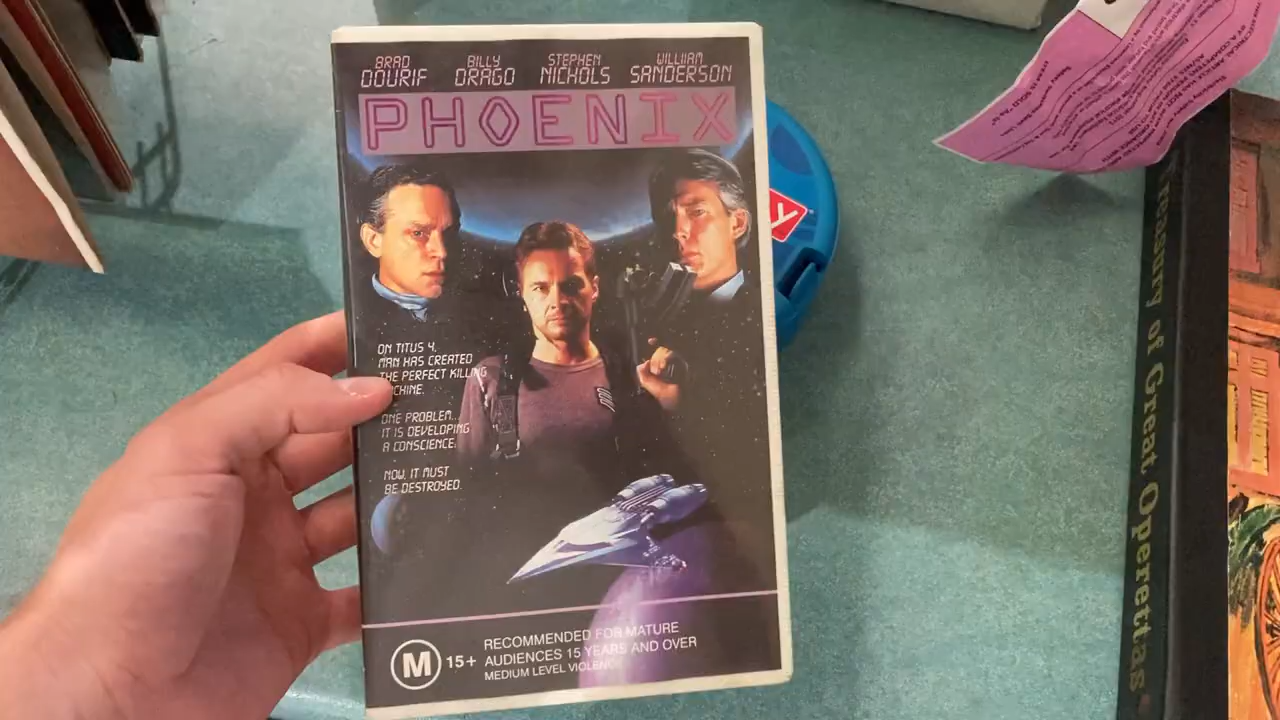 BRAD DOURIF
BILLY DRAGO
STEPHEN NICHOLS
WILLIIAM SANDERSON
PHOENIX
ON TITUS 4,
MAN HAS CREATED
THE PERFECT KILLING
CHINE.
ONE PROBLEM...
IT IS DEVELOPING
A CONSCIENCE.
NOW, IT MUST
BE DESTROYED.
M 15+
RECOMMENDED FOR MATURE
AUDIENCES 15 YEARS AND OVER
MEDIUM LEVEL VIOLENCE
Y
Treasury of Great Operettas